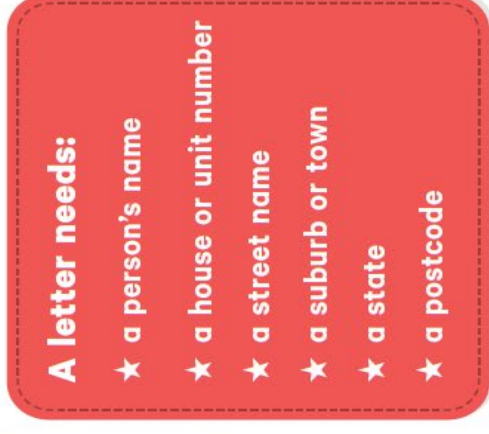 A letter needs:
★ a person's name
★ a house or unit number
★ a street name
★ a suburb or town
★ a state
★ a postcode